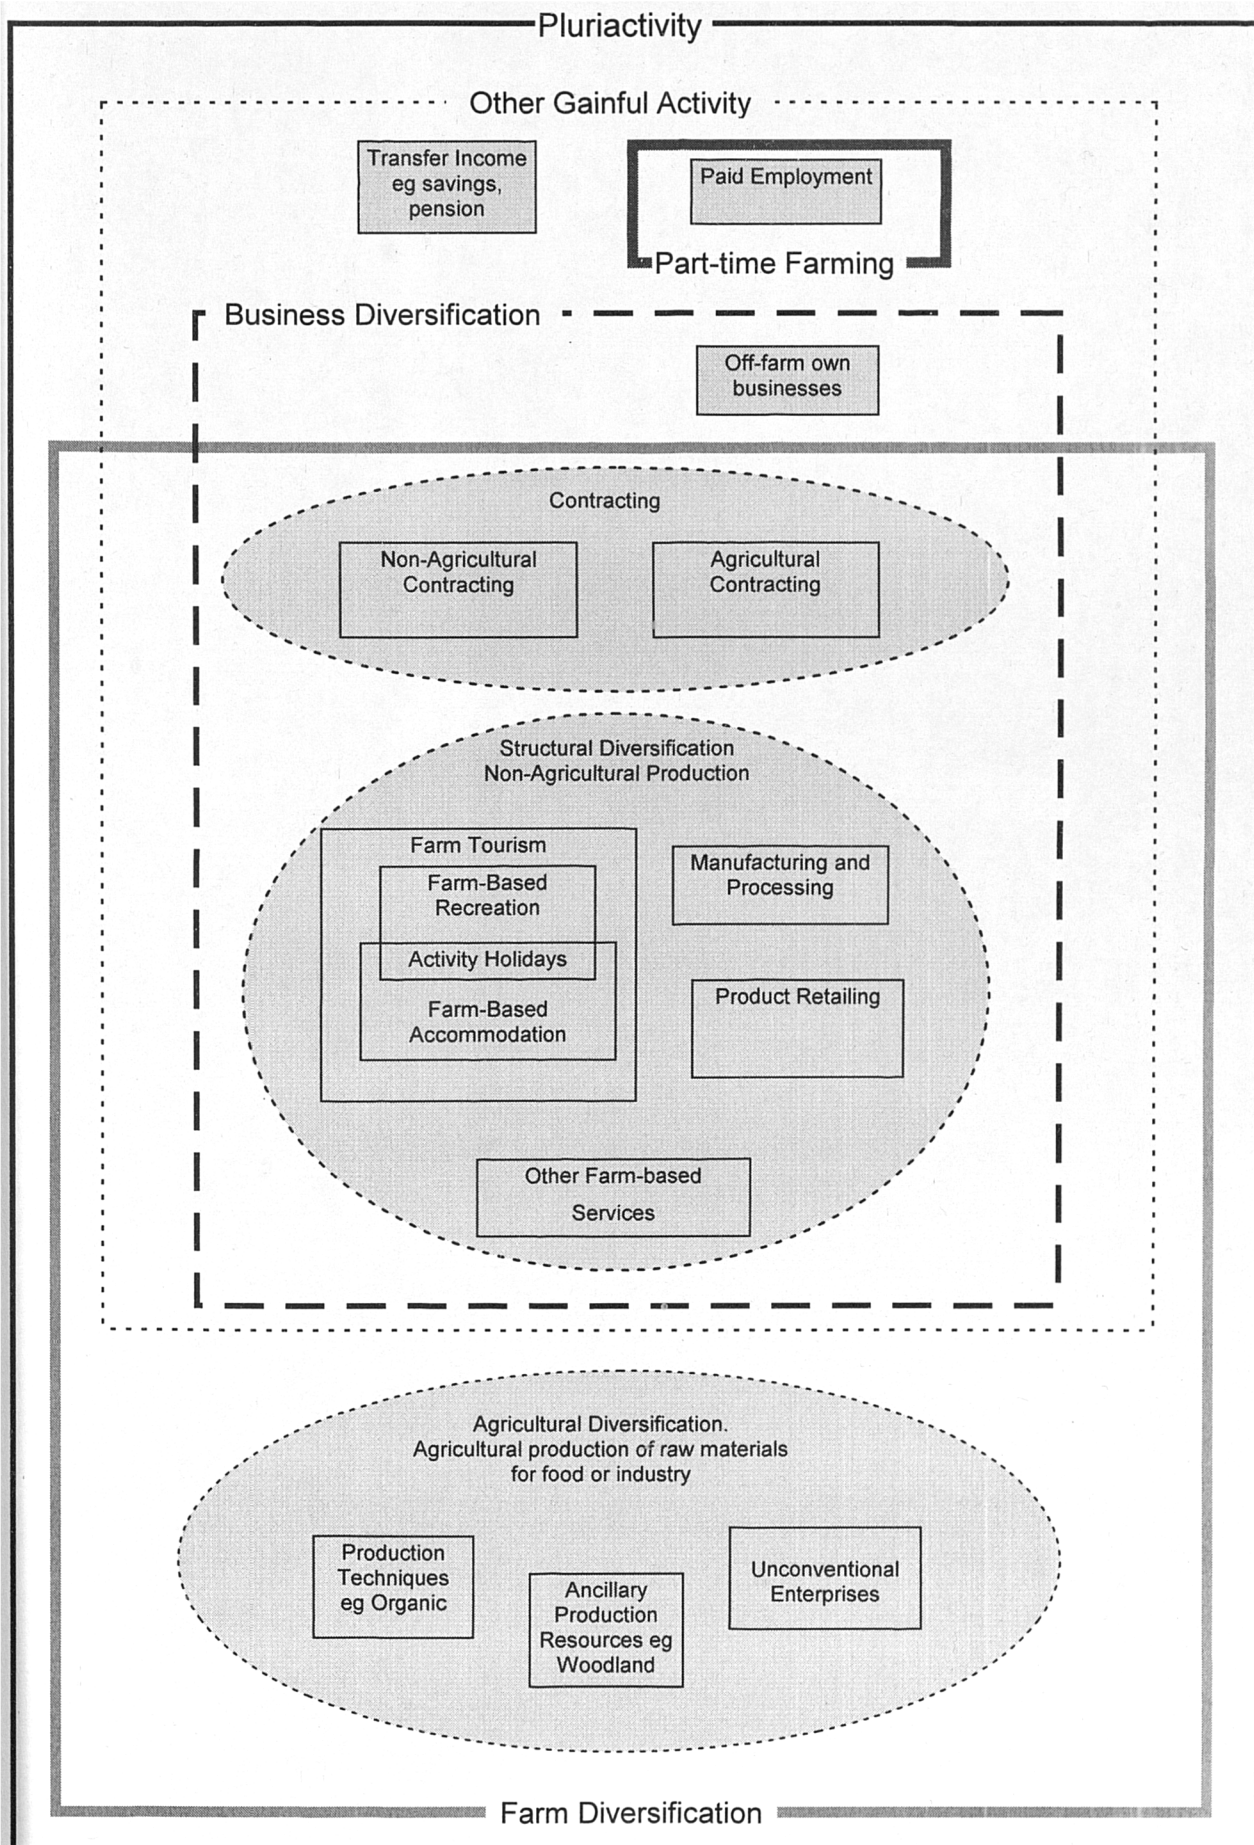 Pluriactivity
Other Gainful Activity
Transfer Income
eg savings,
pension
Paid Employment
Part-time Farming
Business Diversification
Off-farm own
businesses
Contracting
Non-Agricultural
Contracting
Agricultural
Contracting
Structural Diversification
Non-Agricultural Production
Farm Tourism
Farm-Based
Recreation
Activity Holidays
Farm-Based
Accommodation
Manufacturing and
Processing
Product Retailing
Other Farm-based
Services
Agricultural Diversification.
Agricultural production of raw materials
for food or industry
Production
Techniques
eg Organic
Ancillary
Production
Resources eg
Woodland
Unconventional
Enterprises
Farm Diversification